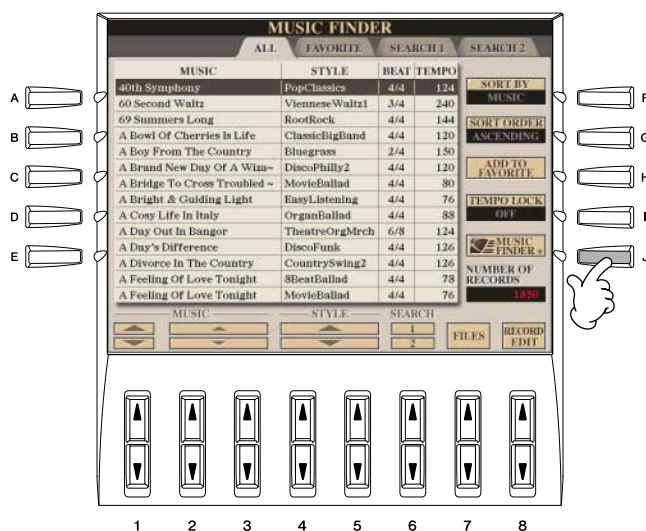 MUSIC FINDER
ALL FAVORITE SEARCH 1 SEARCH 2
MUSIC STYLE BEAT TEMPO
40th Symphony PopClassics 4/4 124
60 Second Waltz VienneseWaltz1 3/4 240
69 Summers Long RootRock 4/4 144
A Bowl Of Cherries Is Life ClassicBigBand 4/4 120
A Boy From The Country Bluegrass 2/4 150
A Brand New Day Of A Wiza~ DiscoPhilly2 4/4 120
A Bridge To Cross Troubled ~ MovieBallad 4/4 80
A Bright & Guiding Light EasyListening 4/4 76
A Cosy Life In Italy OrganBallad 4/4 88
A Day Out In Bangor TheatreOrgMrch 6/8 124
A Day's Difference DiscoFunk 4/4 126
A Divorce In The Country CountrySwing2 4/4 126
A Feeling Of Love Tonight 8BeatBallad 4/4 78
A Feeling Of Love Tonight MovieBallad 4/4 76
SORT BY
MUSIC
SORT ORDER
ASCENDING
ADD TO
FAVORITE
TEMPO LOCK
OFF
MUSIC
FINDER+
NUMBER OF
RECORDS
1850
MUSIC STYLE SEARCH
1
2
FILES
RECORD
EDIT
A
B
C
D
E
F
G
H
I
J
1 2 3 4 5 6 7 8